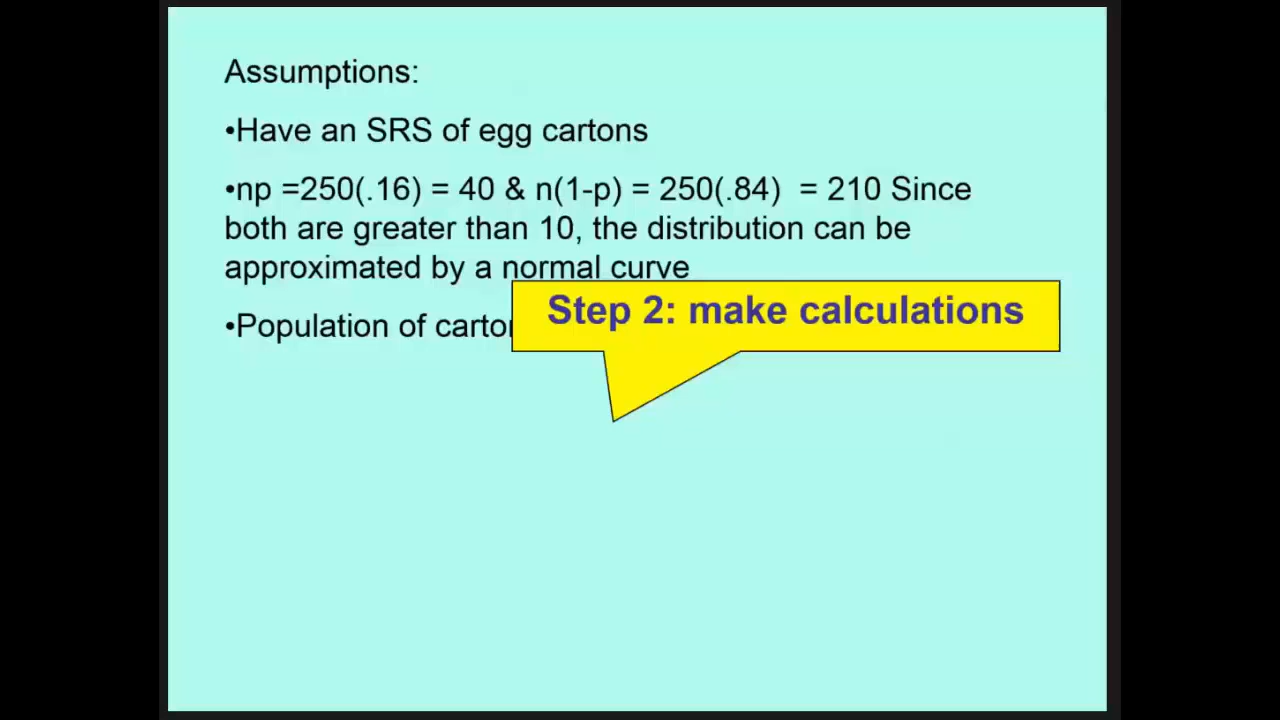 Assumptions:
•Have an SRS of egg cartons
•np =250(.16) = 40 & n(1-p) = 250(.84)  = 210 Since
both are greater than 10, the distribution can be
approximated by a normal curve
Step 2: make calculations
•Population of